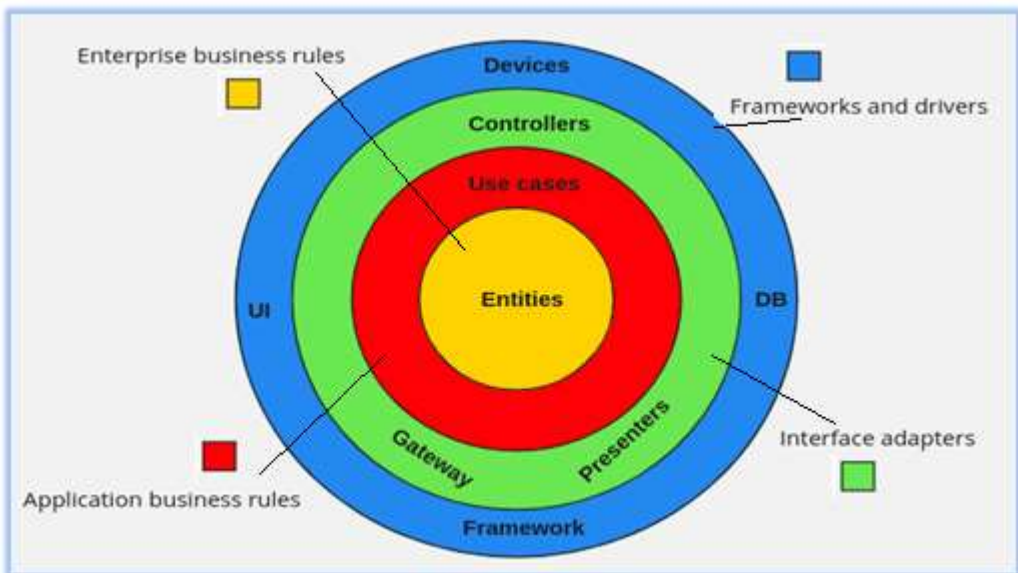 Enterprise business rules
Devices
Frameworks and drivers
Controllers
Use cases
Entities
UI
DB
Gateway
Presenters
Interface adapters
Application business rules
Framework